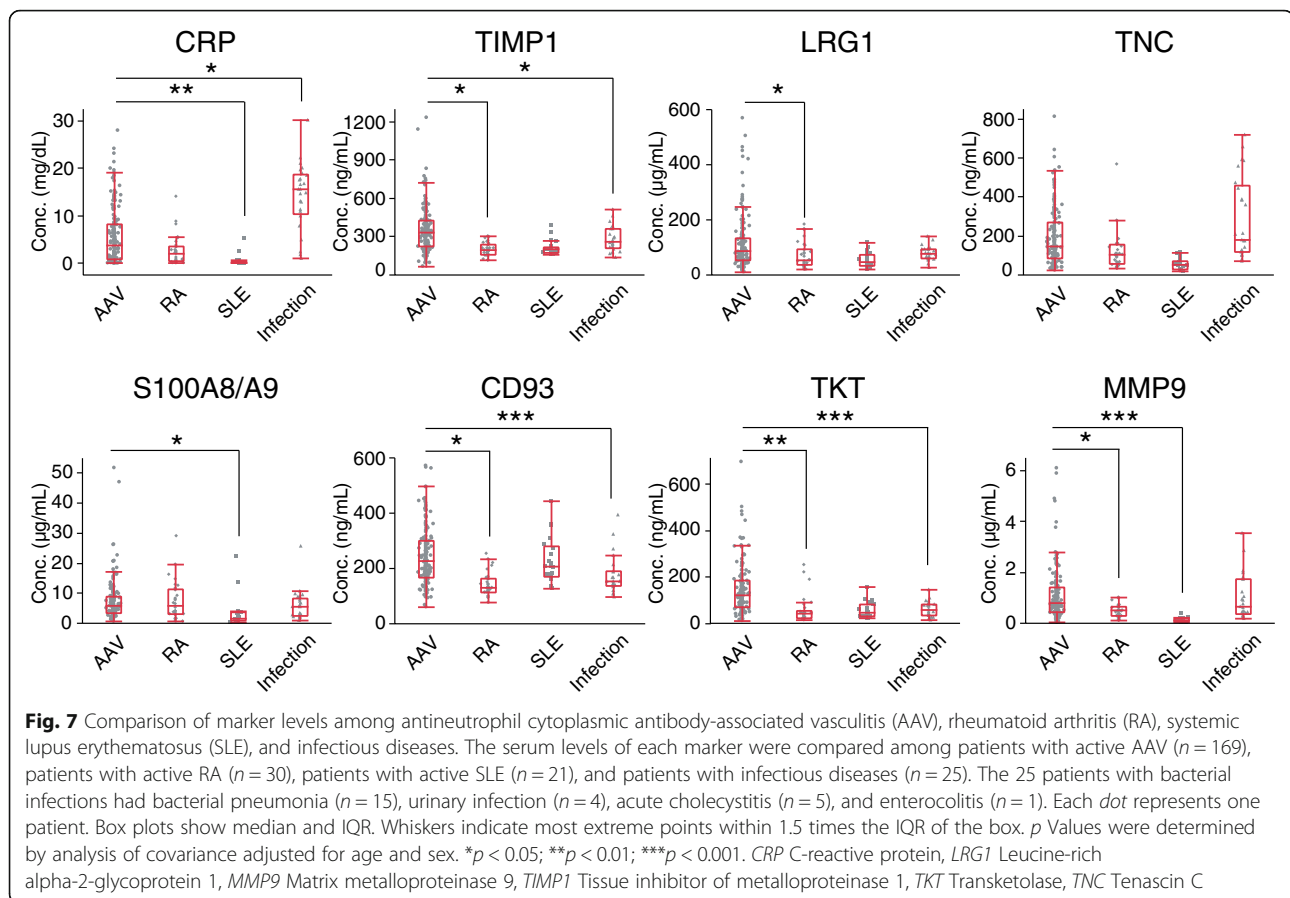 CRP
TIMP1
LRG1
TNC
*
**
*
*
*
Conc. (mg/dL)
30
20
10
0
AAV
RA
SLE
Infection
Conc. (ng/mL)
1200
900
600
300
0
AAV
RA
SLE
Infection
Conc. (µg/mL)
600
400
200
0
AAV
RA
SLE
Infection
Conc. (ng/mL)
800
600
400
200
0
AAV
RA
SLE
Infection
S100A8/A9
CD93
TKT
MMP9
*
***
*
***
**
***
*
Conc. (µg/mL)
50
40
30
20
10
0
AAV
RA
SLE
Infection
Conc. (ng/mL)
600
400
200
0
AAV
RA
SLE
Infection
Conc. (ng/mL)
600
400
200
0
AAV
RA
SLE
Infection
Conc. (µg/mL)
6
4
2
0
AAV
RA
SLE
Infection
Fig. 7 Comparison of marker levels among antineutrophil cytoplasmic antibody-associated vasculitis (AAV), rheumatoid arthritis (RA), systemic
lupus erythematosus (SLE), and infectious diseases. The serum levels of each marker were compared among patients with active AAV (n = 169),
patients with active RA (n = 30), patients with active SLE (n = 21), and patients with infectious diseases (n = 25). The 25 patients with bacterial
infections had bacterial pneumonia (n = 15), urinary infection (n = 4), acute cholecystitis (n = 5), and enterocolitis (n = 1). Each dot represents one
patient. Box plots show median and IQR. Whiskers indicate most extreme points within 1.5 times the IQR of the box. p Values were determined
by analysis of covariance adjusted for age and sex. *p < 0.05; **p < 0.01; ***p < 0.001. CRP C-reactive protein, LRG1 Leucine-rich
alpha-2-glycoprotein 1, MMP9 Matrix metalloproteinase 9, TIMP1 Tissue inhibitor of metalloproteinase 1, TKT Transketolase, TNC Tenascin C